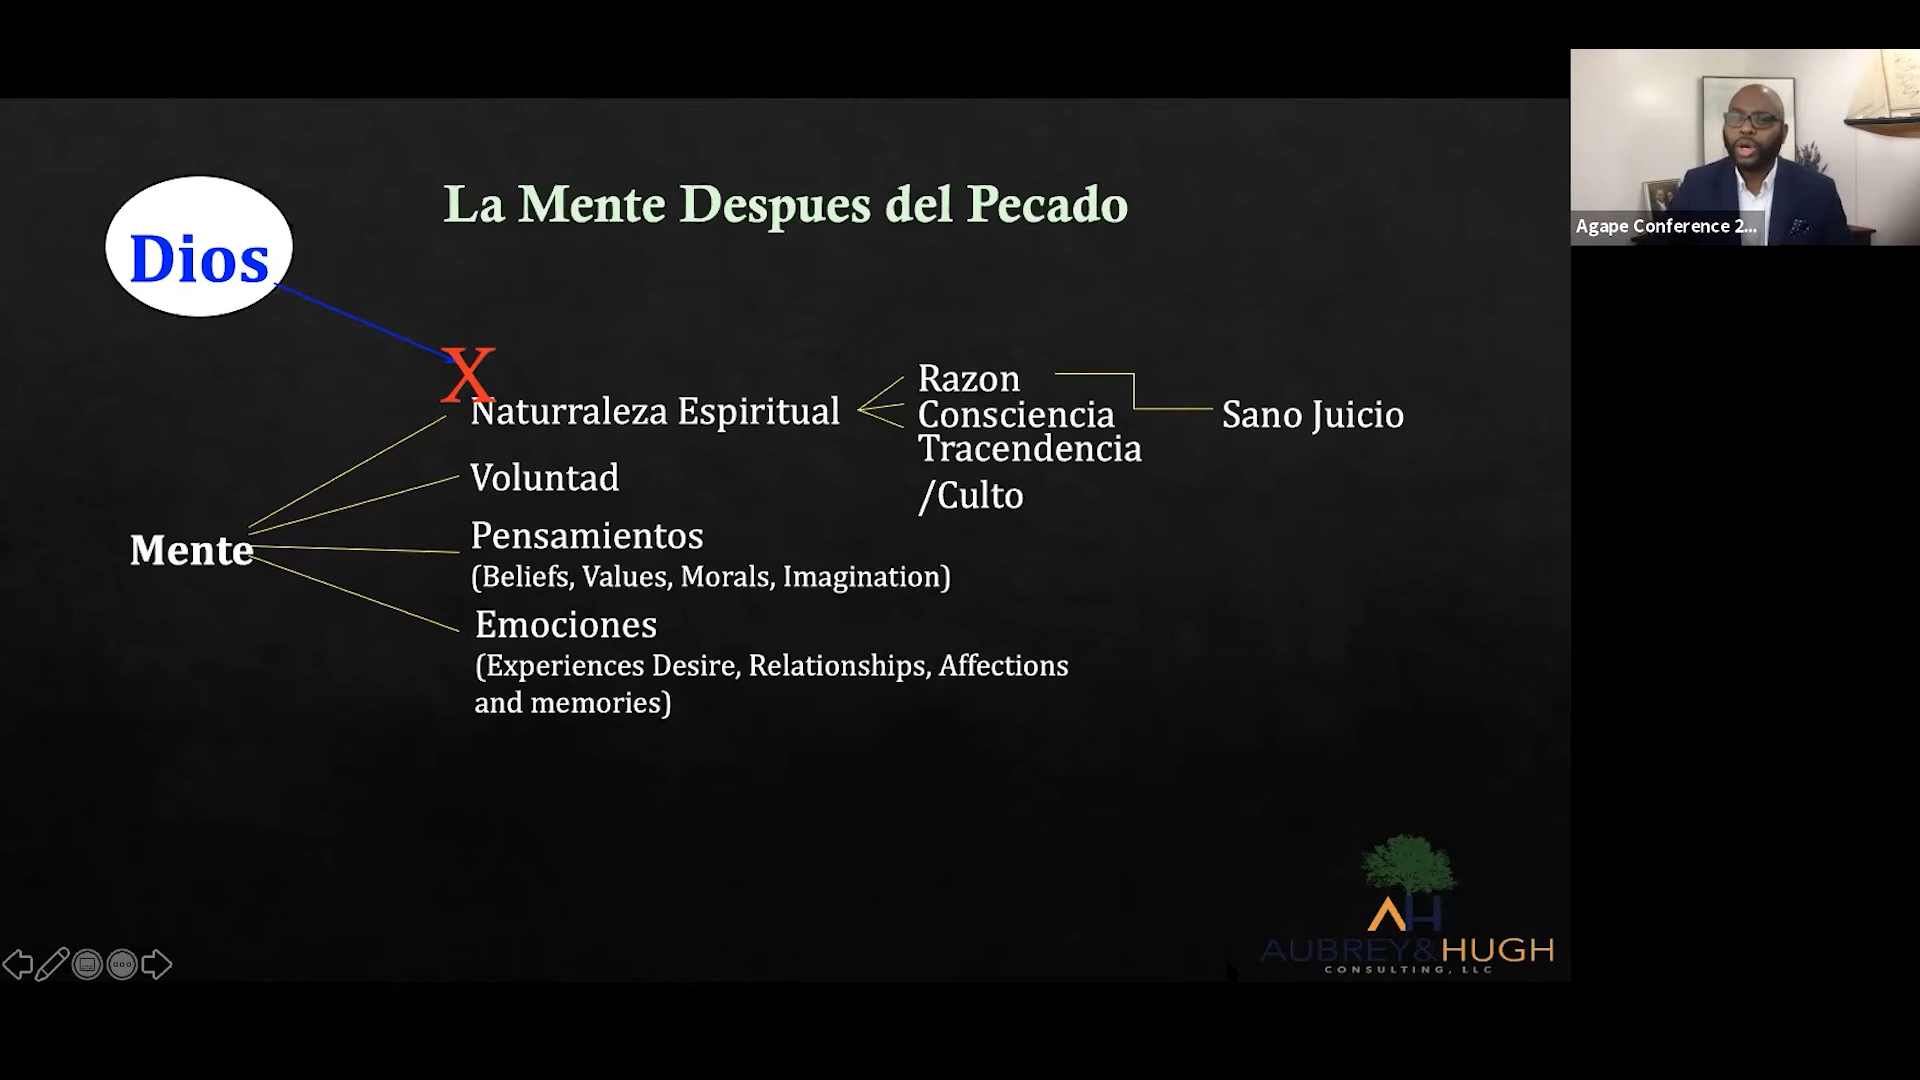 La Mente Despues del Pecado
Dios
X
Naturraleza Espiritual
Razon
Consciencia
Tracendencia
/Culto
Sano Juicio
Voluntad
Mente
Pensamientos
(Beliefs, Values, Morals, Imagination)
Emociones
(Experiences Desire, Relationships, Affections
and memories)
AH
AUBREY&HUGH
CONSULTING, LLC
Agape Conference 2...